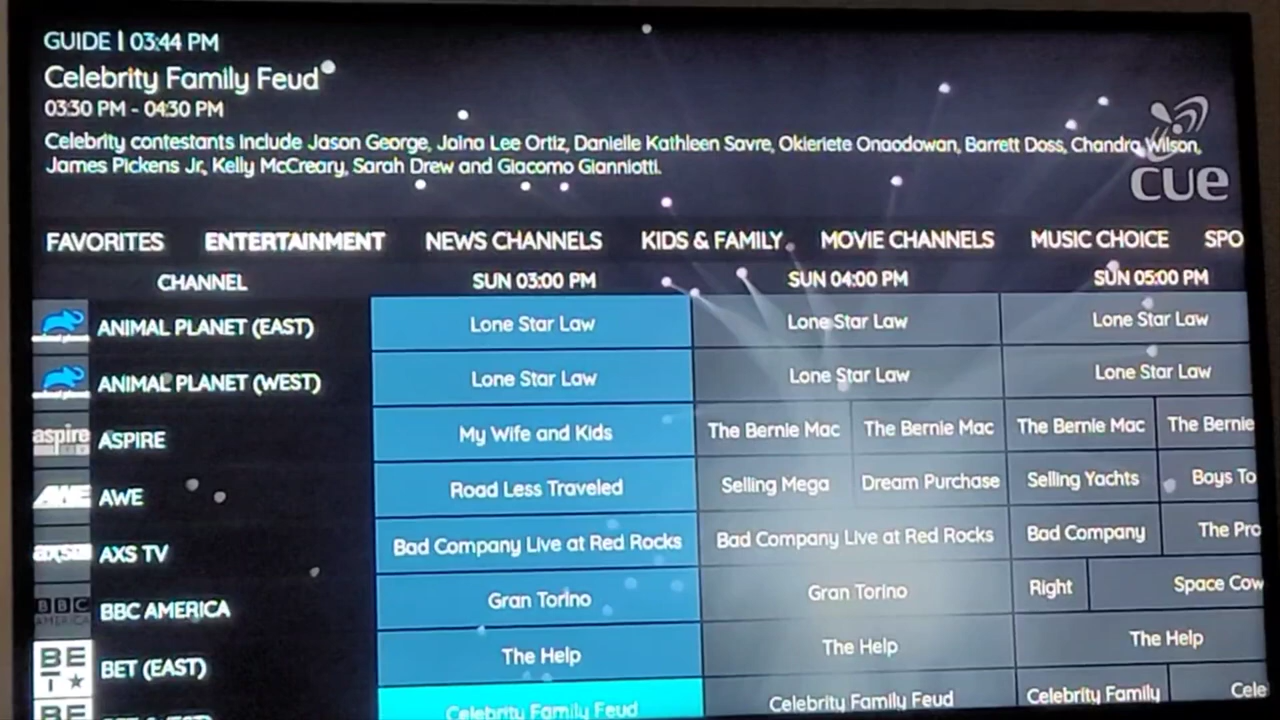 GUIDE | 03:44 PM
Celebrity Family Feud
03:30 PM - 04:30 PM
Celebrity contestants include Jason George, Jaina Lee Ortiz, Danielle Kathleen Savre, Okieriete Onaodowan, Barrett Doss, Chandra Wilson,
James Pickens Jr, Kelly McCreary, Sarah Drew and Giacomo Gianniotti.
cue
FAVORITES ENTERTAINMENT NEWS CHANNELS KIDS & FAMILY MOVIE CHANNELS MUSIC CHOICE SPO
CHANNEL SUN 03:00 PM SUN 04:00 PM SUN 05:00 PM
ANIMAL PLANET (EAST) Lone Star Law Lone Star Law Lone Star Law
ANIMAL PLANET (WEST) Lone Star Law Lone Star Law Lone Star Law
aspire ASPIRE My Wife and Kids The Bernie Mac The Bernie Mac The Bernie Mac The Bernie
AWE AWE Road Less Traveled Selling Mega Dream Purchase Selling Yachts Boys To
axs tv AXS TV Bad Company Live at Red Rocks Bad Company Live at Red Rocks Bad Company The Pro
BBC AMERICA BBC AMERICA Gran Torino Gran Torino Right Space Cow
BET BET (EAST) The Help The Help The Help
BE Celebrity Family Feud Celebrity Family Feud Celebrity Family Cele